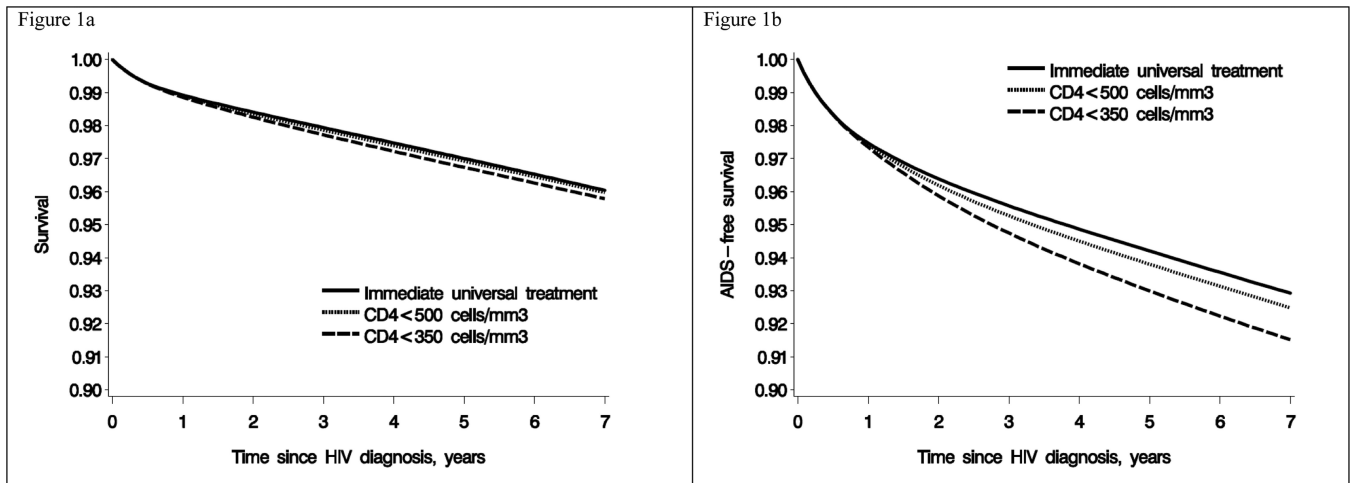 Figure 1a
1.00
0.99
0.98
0.97
0.96
0.95
0.94
0.93
0.92
0.91
0.90
Survival
Immediate universal treatment
CD4<500 cells/mm3
CD4<350 cells/mm3
0 1 2 3 4 5 6 7
Time since HIV diagnosis, years
Figure 1b
1.00
0.99
0.98
0.97
0.96
0.95
0.94
0.93
0.92
0.91
0.90
AIDS-free survival
Immediate universal treatment
CD4<500 cells/mm3
CD4<350 cells/mm3
0 1 2 3 4 5 6 7
Time since HIV diagnosis, years